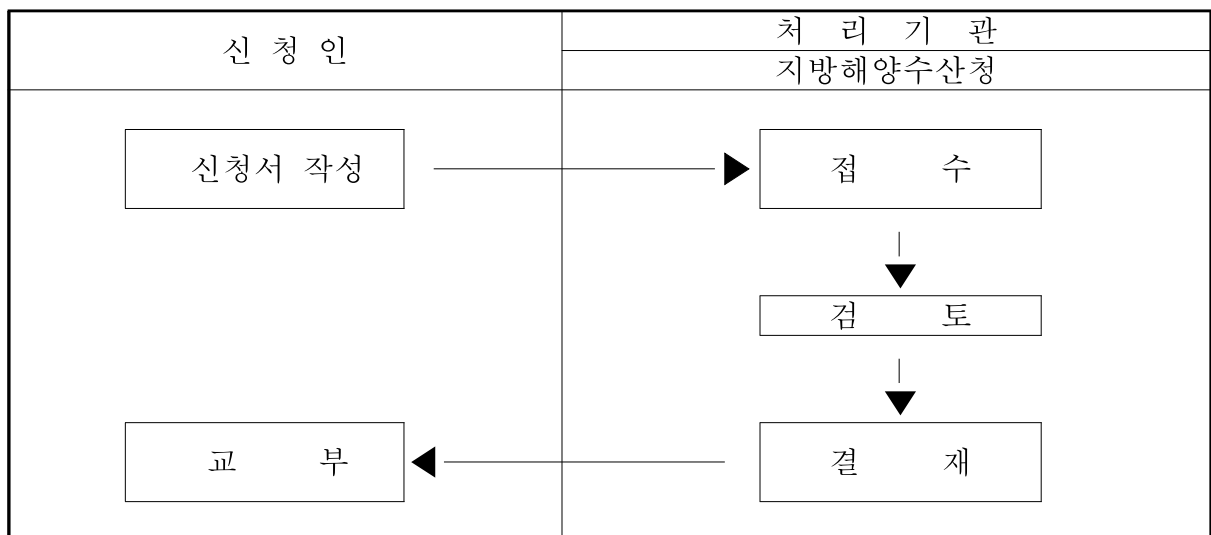 신 청 인
처 리 기 관
지방해양수산청
신청서 작성
접 수
검 토
교 부
결 재